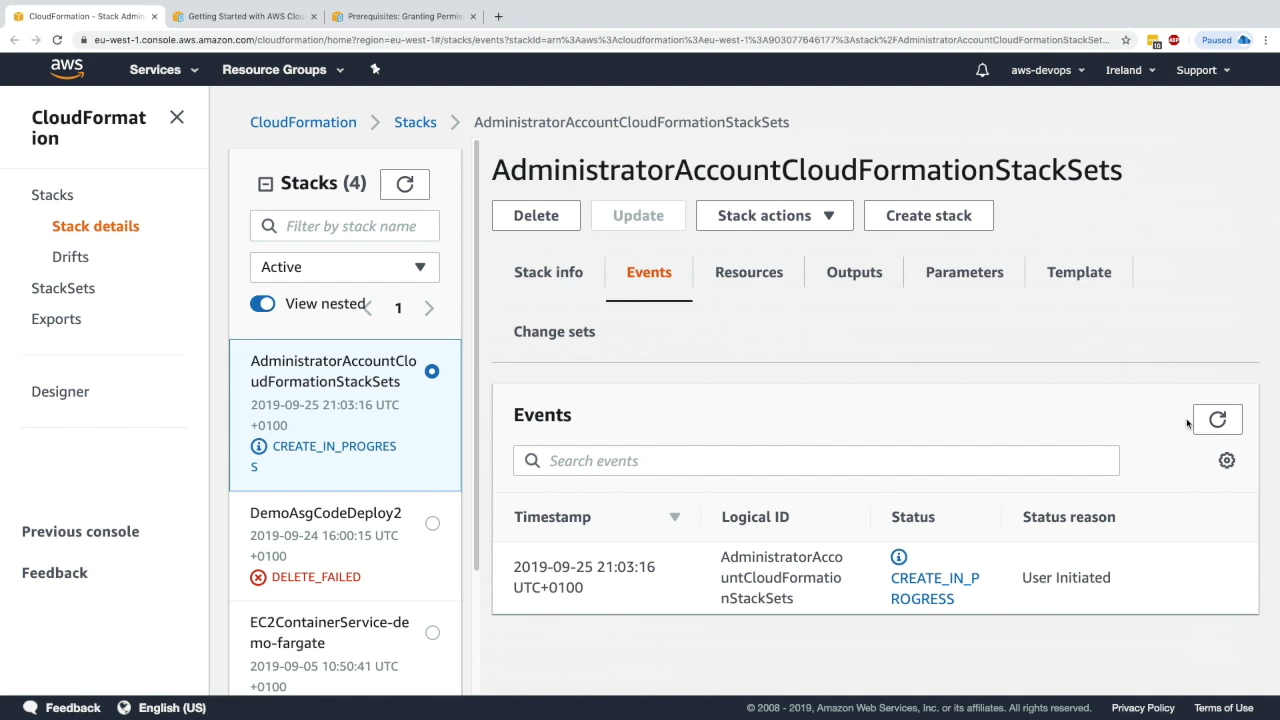 CloudFormation - Stack Admin
Getting Started with AWS Clou
Prerequisites: Granting Permis
eu-west-1.console.aws.amazon.com/cloudformation/home?region=eu-west-1#/stacks/events?stackId=arn%3Aaws%3Acloudformation%3Aeu-west-1%3A903077646177%3Astack%2FAdministratorAccountCloudFormationStackSet...
10
ABP
Paused
aws
Services
Resource Groups
aws-devops
Ireland
Support
CloudFormat
ion
Stacks
Stack details
Drifts
StackSets
Exports
Designer
Previous console
Feedback
CloudFormation
Stacks
AdministratorAccountCloudFormationStackSets
Stacks (4)
Filter by stack name
Active
View nested
1
AdministratorAccountClo
udFormationStackSets
2019-09-25 21:03:16 UTC
+0100
CREATE_IN_PROGRES
S
DemoAsgCodeDeploy2
2019-09-24 16:00:15 UTC
+0100
DELETE_FAILED
EC2ContainerService-de
mo-fargate
2019-09-05 10:50:41 UTC
+0100
AdministratorAccountCloudFormationStackSets
Delete
Update
Stack actions
Create stack
Stack info
Events
Resources
Outputs
Parameters
Template
Change sets
Events
Search events
Timestamp
Logical ID
Status
Status reason
2019-09-25 21:03:16
UTC+0100
AdministratorAcco
untCloudFormatio
nStackSets
CREATE_IN_P
ROGRESS
User Initiated
Feedback
English (US)
© 2008 - 2019, Amazon Web Services, Inc. or its affiliates. All rights reserved.
Privacy Policy
Terms of Use